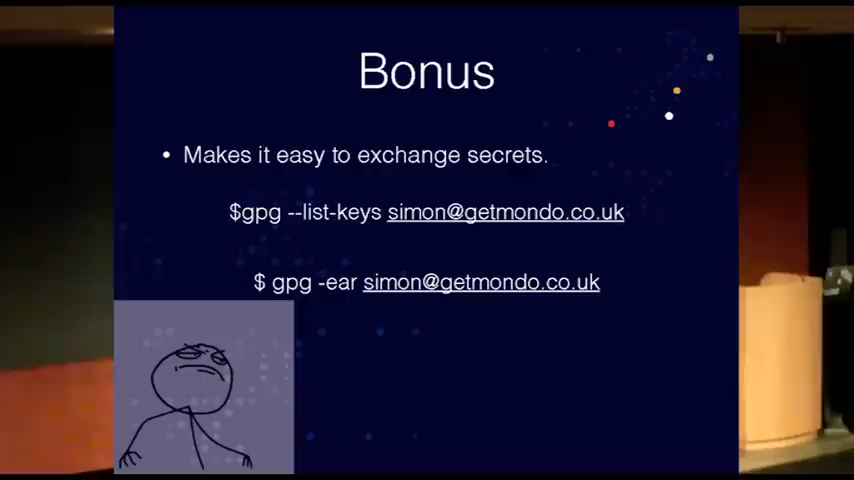 Bonus
• Makes it easy to exchange secrets.
$gpg --list-keys simon@getmondo.co.uk
$ gpg -ear simon@getmondo.co.uk